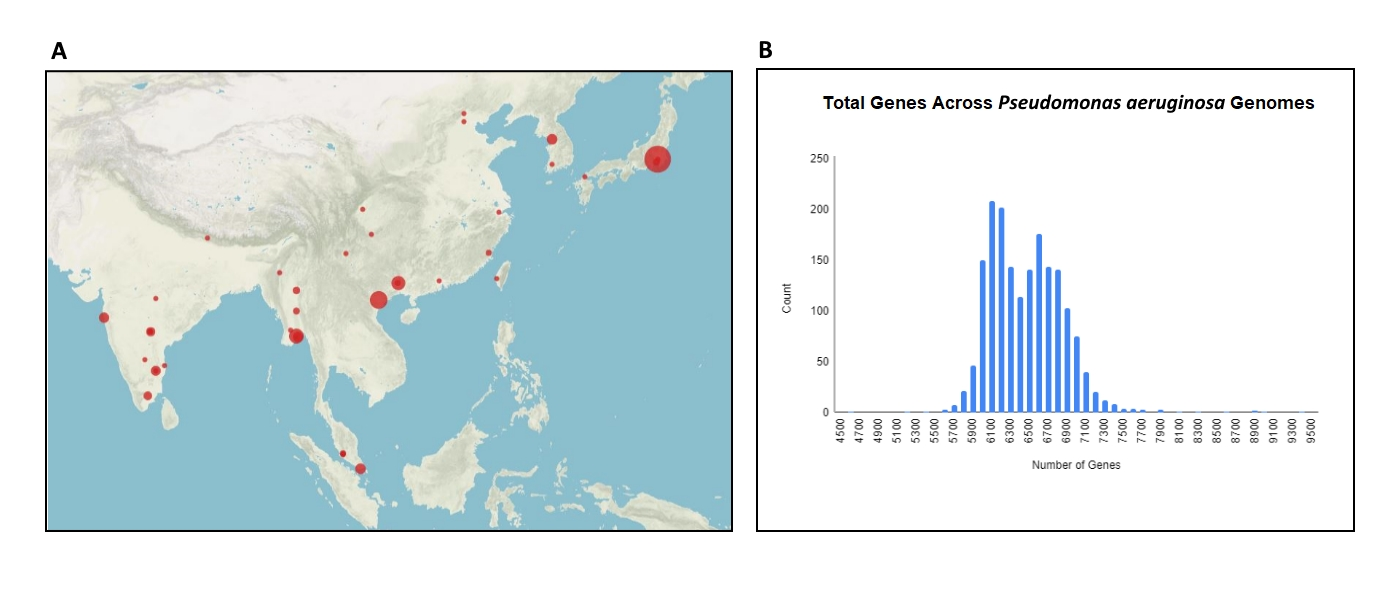 A
B
Total Genes Across Pseudomonas aeruginosa Genomes
250
200
150
100
50
0
Count
4500 4700 4900 5100 5300 5500 5700 5900 6100 6300 6500 6700 6900 7100 7300 7500 7700 7900 8100 8300 8500 8700 8900 9100 9300 9500
Number of Genes